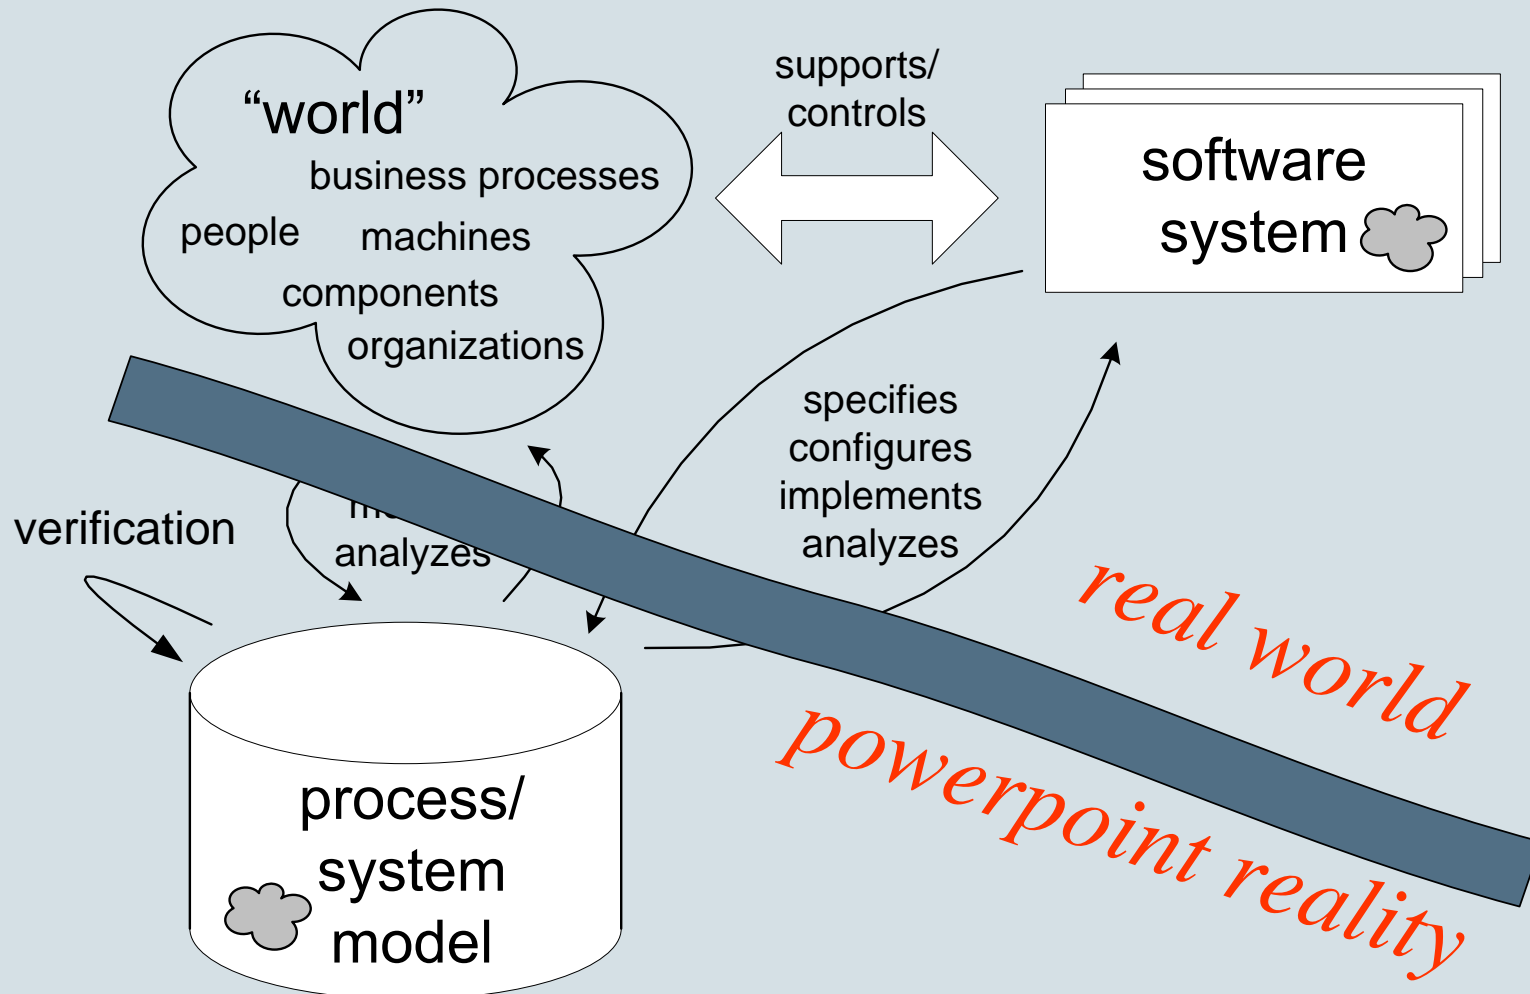 “world”
business processes
people
machines
components
organizations
supports/
controls
software
system
specifies
configures
implements
analyzes
verification
analyzes
real world
powerpoint reality
process/
system
model